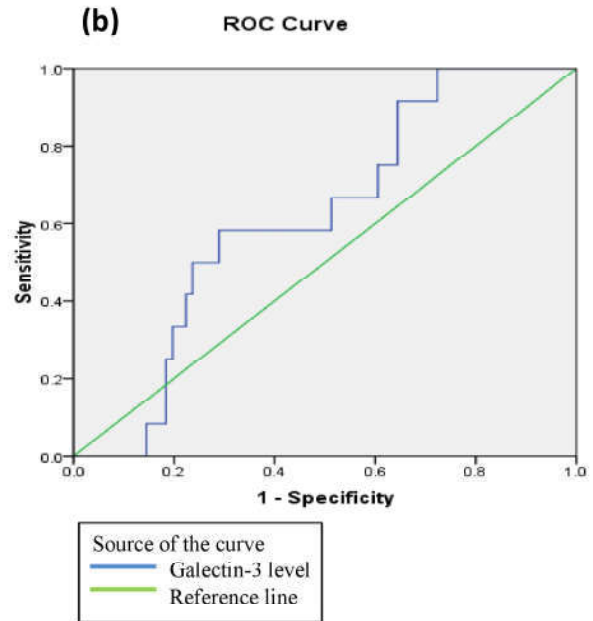 (b) ROC Curve
1.0
0.8
0.6
0.4
0.2
0.0
Sensitivity
0.0 0.2 0.4 0.6 0.8 1.0
1 - Specificity
Source of the curve
Galectin-3 level
Reference line